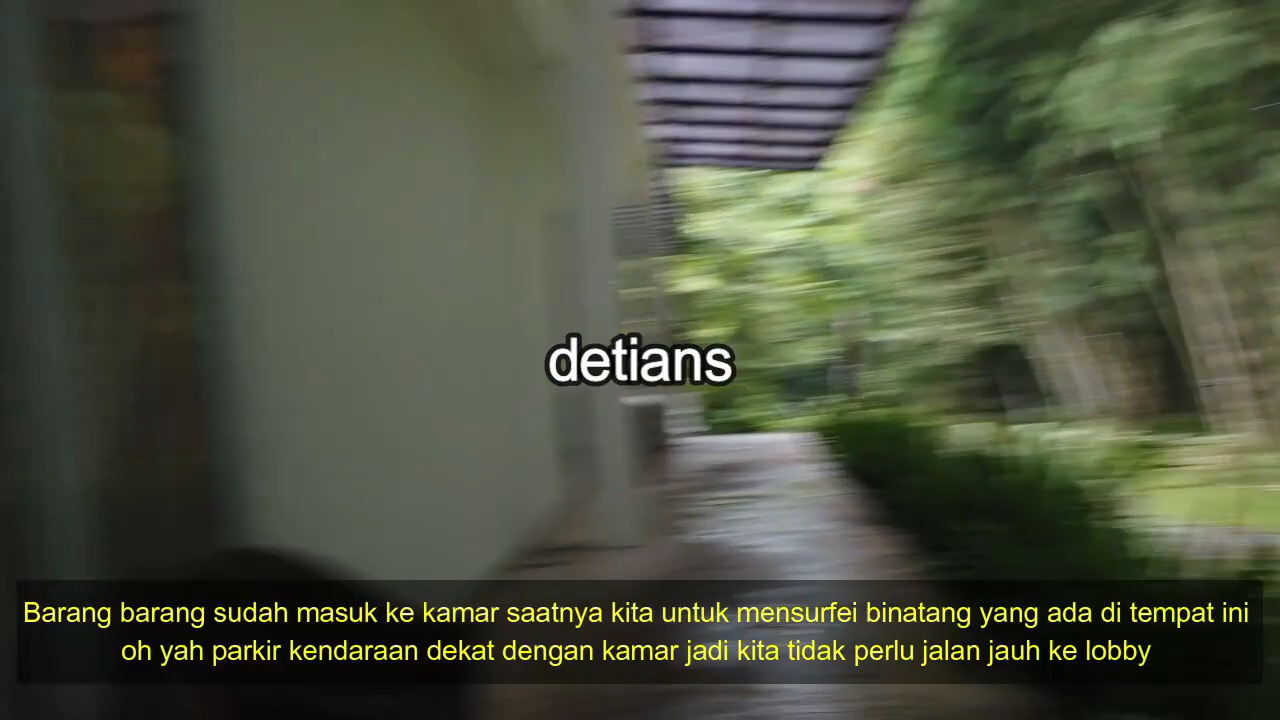 detians
Barang barang sudah masuk ke kamar saatnya kita untuk mensurfei binatang yang ada di tempat ini
oh yah parkir kendaraan dekat dengan kamar jadi kita tidak perlu jalan jauh ke lobby